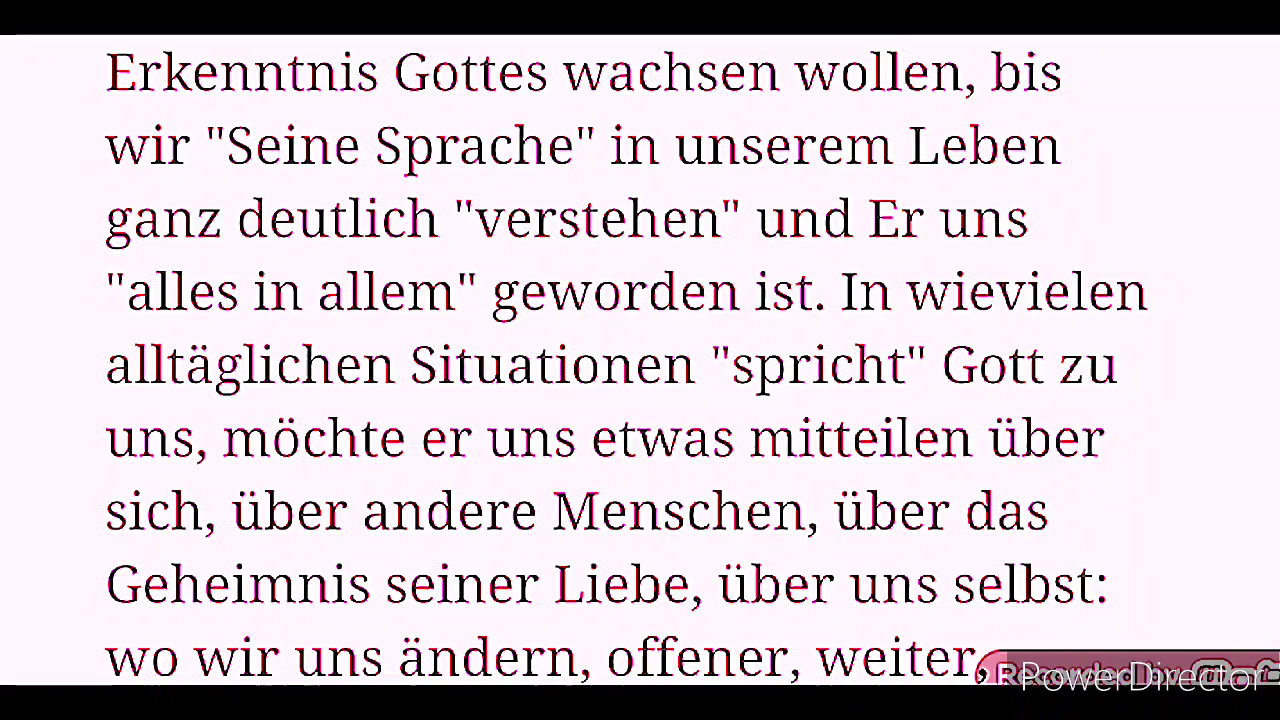 Erkenntnis Gottes wachsen wollen, bis
wir "Seine Sprache" in unserem Leben
ganz deutlich "verstehen" und Er uns
"alles in allem" geworden ist. In wievielen
alltäglichen Situationen "spricht" Gott zu
uns, möchte er uns etwas mitteilen über
sich, über andere Menschen, über das
Geheimnis seiner Liebe, über uns selbst:
wo wir uns ändern, offener, weiter,
PowerDirector